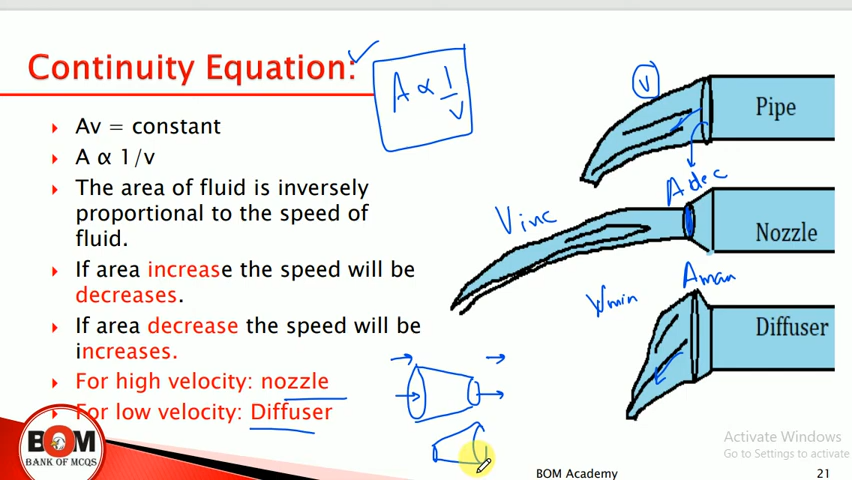 Continuity Equation:
A ∝ 1/v
Av = constant
A α 1/v
The area of fluid is inversely
proportional to the speed of
fluid.
If area increase the speed will be
decreases.
If area decrease the speed will be
increases.
For high velocity: nozzle
For low velocity: Diffuser
v
Pipe
A dec
V inc
Nozzle
A man
V min
Diffuser
BOM
BANK OF MCQS
BOM Academy
21
Activate Windows
Go to Settings to activate